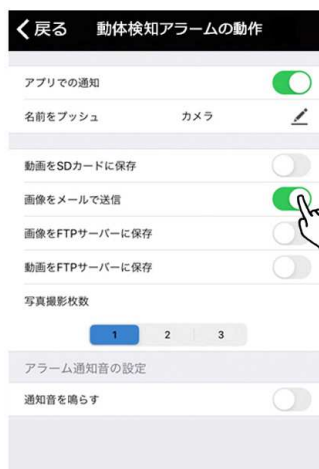 戻る 動体検知アラームの動作
アプリでの通知
名前をプッシュ カメラ
動画をSDカードに保存
画像をメールで送信
画像をFTPサーバーに保存
動画をFTPサーバーに保存
写真撮影枚数
1 2 3
アラーム通知音の設定
通知音を鳴らす